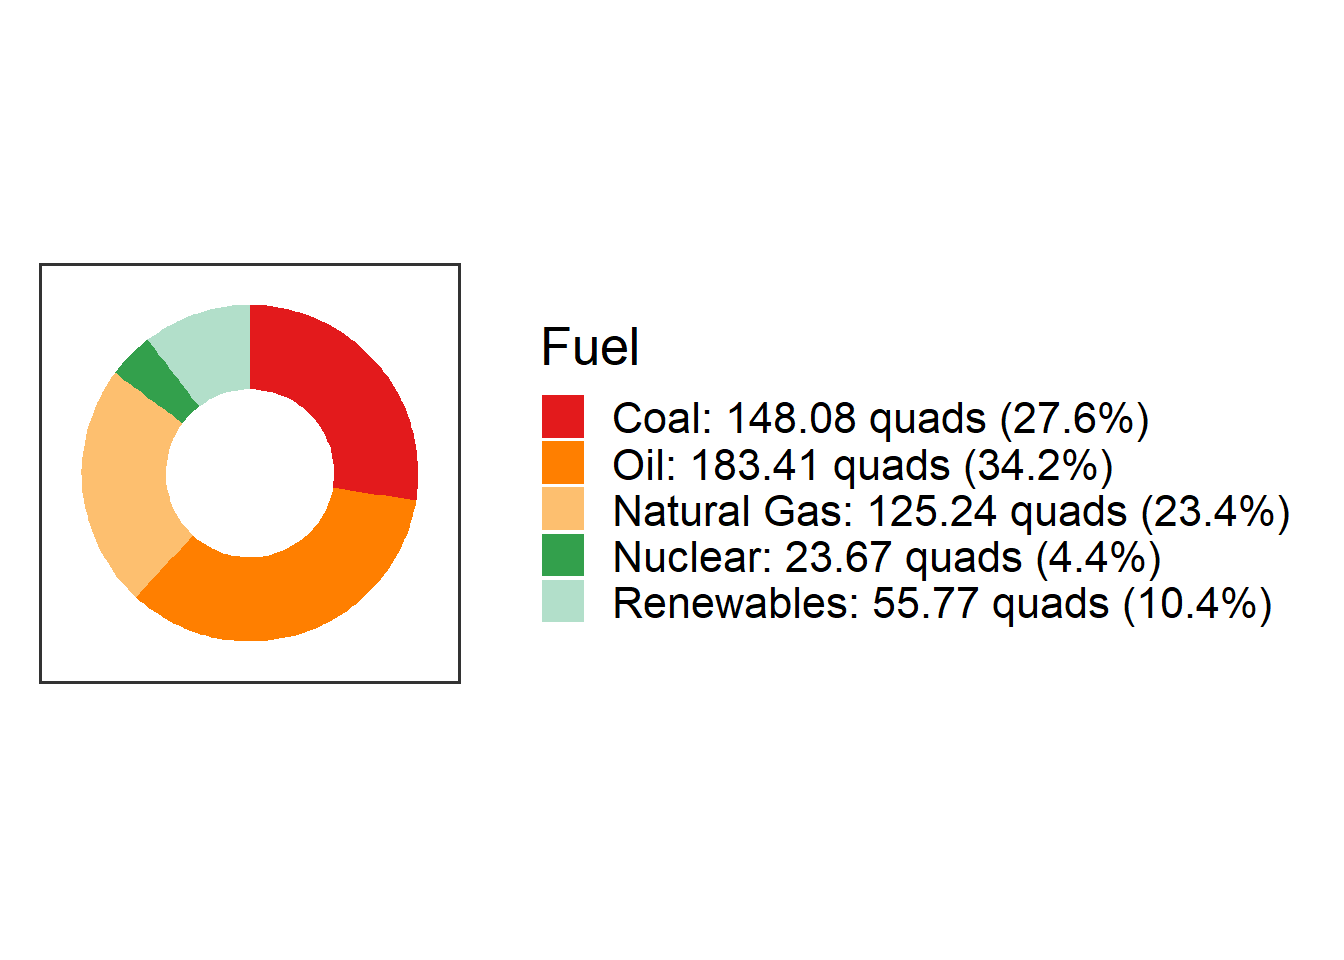 Fuel
Coal: 148.08 quads (27.6%)
Oil: 183.41 quads (34.2%)
Natural Gas: 125.24 quads (23.4%)
Nuclear: 23.67 quads (4.4%)
Renewables: 55.77 quads (10.4%)